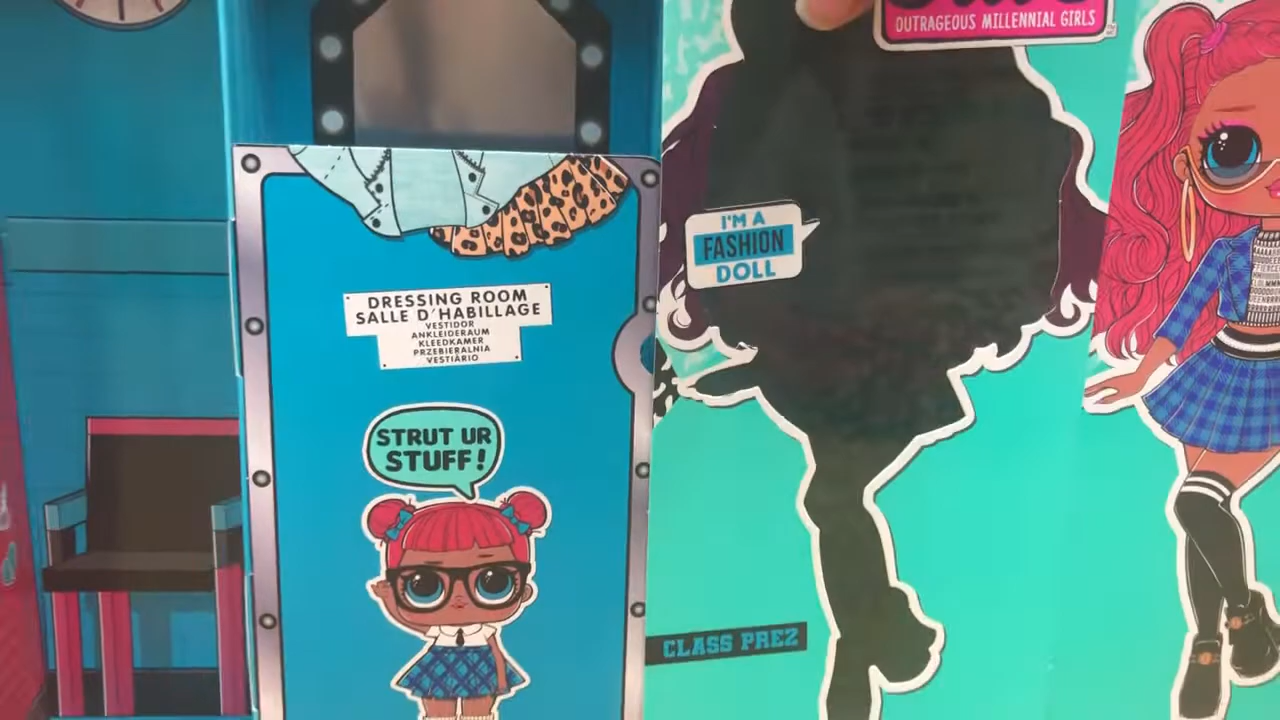 DRESSING ROOM
SALLE D'HABILLAGE
VESTIDOR
ANKLEIDERAUM
KLEEDKAMER
PRZEBIERALNIA
VESTIÁRIO
STRUT UR
STUFF!
OUTRAGEOUS MILLENNIAL GIRLS
I'M A
FASHION
DOLL
CLASS PREZ